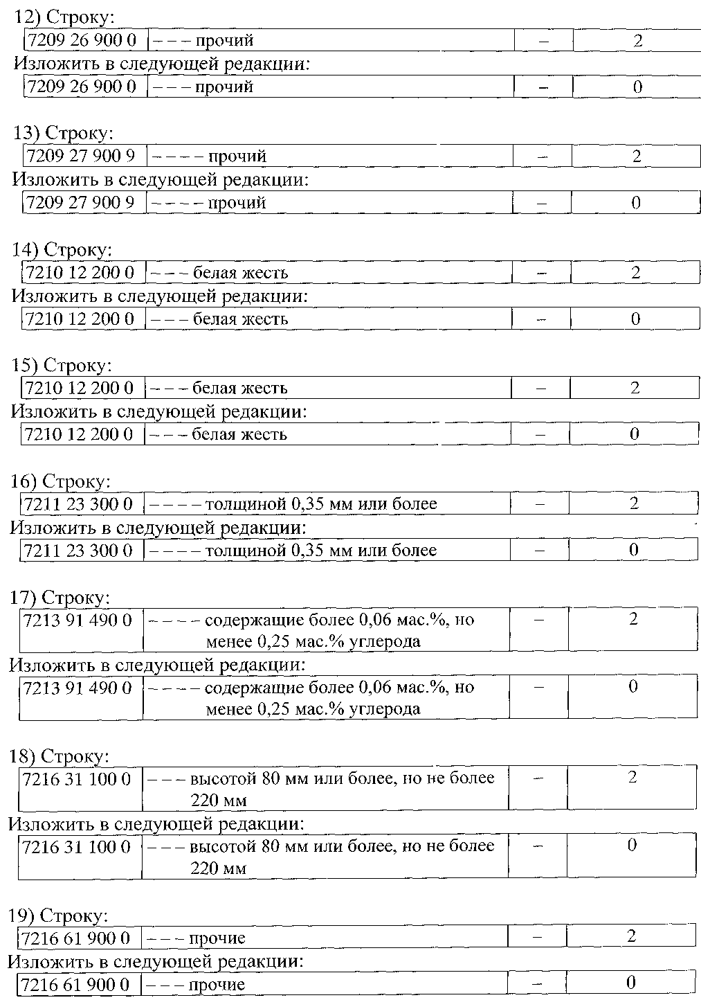 12) Строку:
7209 26 900 0 – – – прочий – 2
Изложить в следующей редакции:
7209 26 900 0 – – – прочий – 0
13) Строку:
7209 27 900 9 – – – – прочий – 2
Изложить в следующей редакции:
7209 27 900 9 – – – – прочий – 0
14) Строку:
7210 12 200 0 – – – белая жесть – 2
Изложить в следующей редакции:
7210 12 200 0 – – – белая жесть – 0
15) Строку:
7210 12 200 0 – – – белая жесть – 2
Изложить в следующей редакции:
7210 12 200 0 – – – белая жесть – 0
16) Строку:
7211 23 300 0 – – – – толщиной 0,35 мм или более – 2
Изложить в следующей редакции:
7211 23 300 0 – – – – толщиной 0,35 мм или более – 0
17) Строку:
7213 91 490 0 – – – – содержащие более 0,06 мас.%, но – 2
менее 0,25 мас.% углерода
Изложить в следующей редакции:
7213 91 490 0 – – – – содержащие более 0,06 мас.%, но – 0
менее 0,25 мас.% углерода
18) Строку:
7216 31 100 0 – – – высотой 80 мм или более, но не более – 2
220 мм
Изложить в следующей редакции:
7216 31 100 0 – – – высотой 80 мм или более, но не более – 0
220 мм
19) Строку:
7216 61 900 0 – – – прочие – 2
Изложить в следующей редакции:
7216 61 900 0 – – – прочие – 0